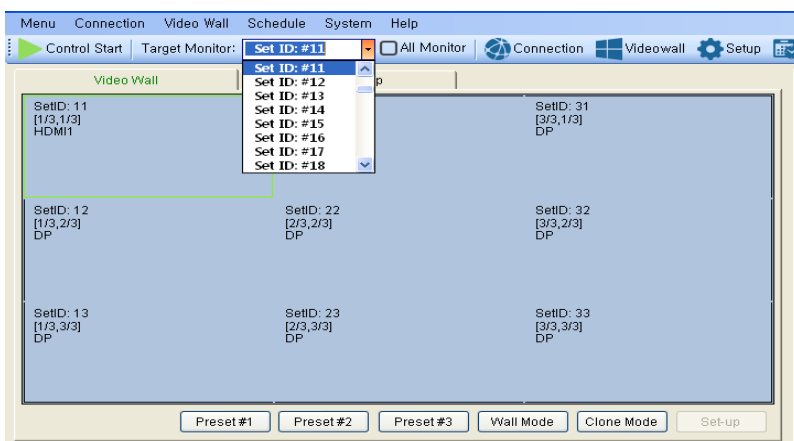 Menu Connection Video Wall Schedule System Help
Control Start Target Monitor: Set ID: #11 All Monitor Connection Videowall Setup
Video Wall p
Set ID: #11
Set ID: #12
Set ID: #13
Set ID: #14
Set ID: #15
Set ID: #16
Set ID: #17
Set ID: #18
SetID: 11
[1/3,1/3]
HDMI1
SetID: 31
[3/3,1/3]
DP
SetID: 12
[1/3,2/3]
DP
SetID: 22
[2/3,2/3]
DP
SetID: 32
[3/3,2/3]
DP
SetID: 13
[1/3,3/3]
DP
SetID: 23
[2/3,3/3]
DP
SetID: 33
[3/3,3/3]
DP
Preset #1 Preset #2 Preset #3 Wall Mode Clone Mode Set-up